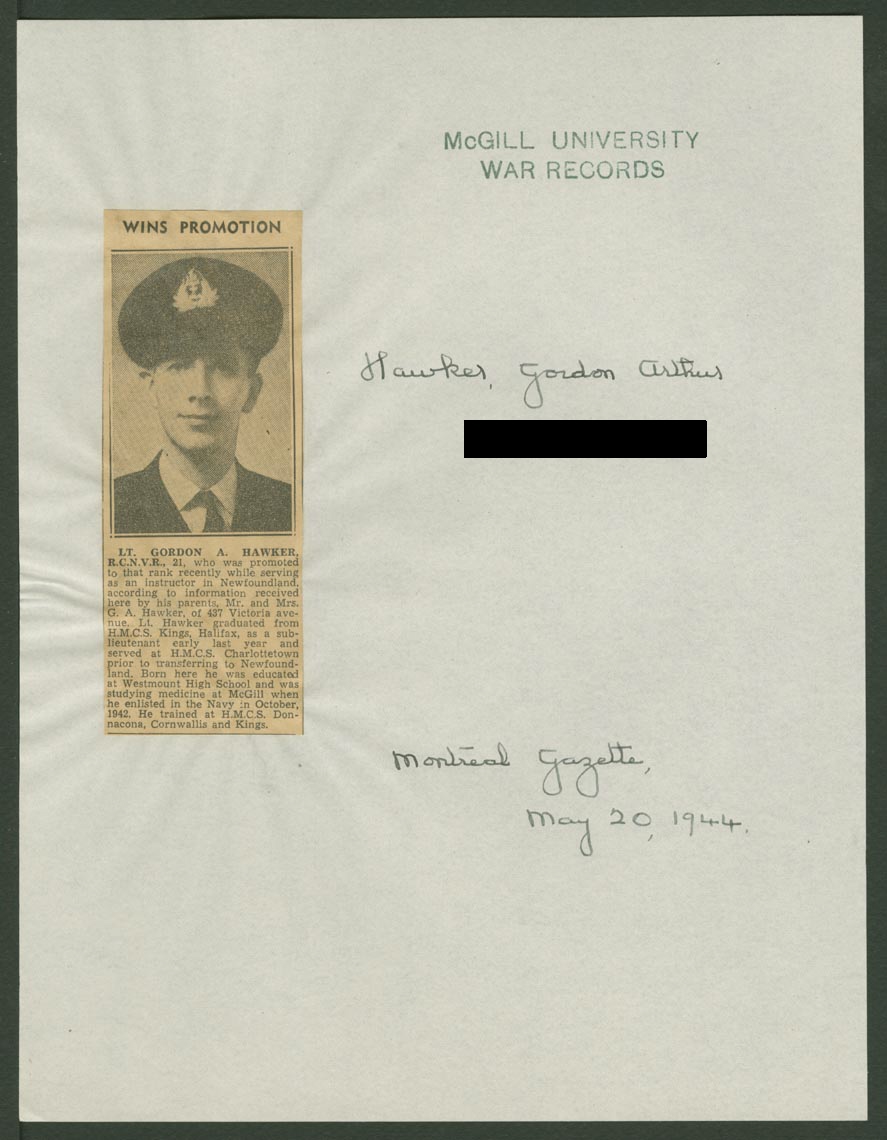 McGILL UNIVERSITY
WAR RECORDS
WINS PROMOTION
Hawker, Gordon Arthur
LT. GORDON A. HAWKER,
R.C.N.V.R., 21, who was promoted
to that rank recently while serving
as an instructor in Newfoundland,
according to information received
here by his parents, Mr. and Mrs.
G. A. Hawker, of 437 Victoria ave-
nue. Lt. Hawker graduated from
H.M.C.S. Kings, Halifax, as a sub-
lieutenant early last year and
served at H.M.C.S. Charlottetown
prior to transferring to Newfound-
land. Born here he was educated
at Westmount High School and was
studying medicine at McGill when
he enlisted in the Navy in October,
1942. He trained at H.M.C.S. Don-
nacona, Cornwallis and Kings.
Montreal Gazette,
May 20, 1944.